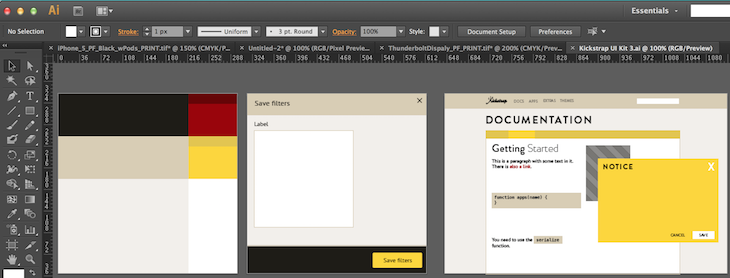 Ai Br Essentials
No Selection Stroke: 1 px Uniform 3 pt. Round Opacity: 100% Style: Document Setup Preferences
iPhone_5_PF_Black_wPods_PRINT.tif* @ 150% (CMYK/P... Untitled-2* @ 100% (RGB/Pixel Preview) ThunderboltDispaly_PF_PRINT.tif* @ 200% (CMYK/Prev... Kickstrap UI Kit 3.ai @ 100% (RGB/Preview)
0 36 72 108 144 180 216 252 288 324 360 396 432 468 504 540 576 612 648 684 720 756 792 828 864 900 936 972 1008 1044 1080
Save filters
Label
Save filters
Kickstrap DOCS APPS EXTRAS THEMES
DOCUMENTATION
Getting Started
This is a paragraph with some text in it.
There is also a link.
function apps(name) {
}
You need to use the serialize
function.
NOTICE X
CANCEL SAVE